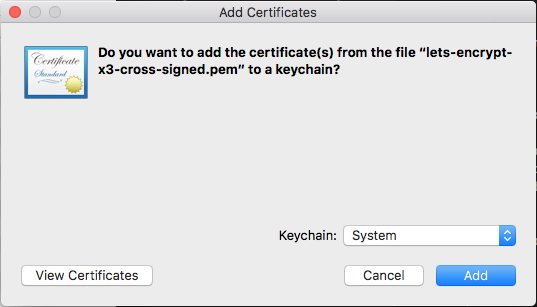 Add Certificates
Certificate
Standard
Do you want to add the certificate(s) from the file “lets-encrypt-
x3-cross-signed.pem” to a keychain?
Keychain: System
View Certificates
Cancel
Add